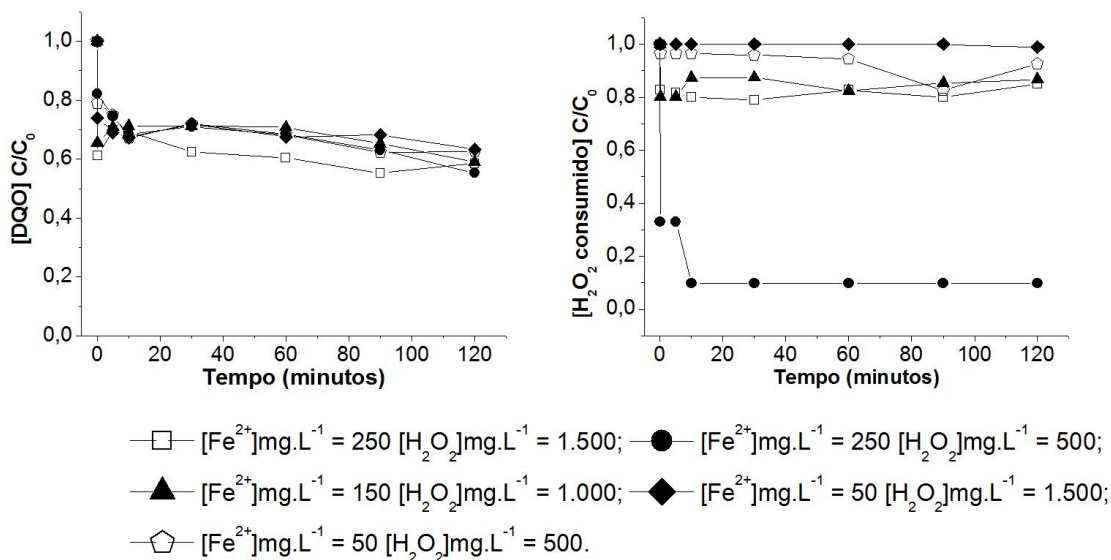 [DQO] C/C₀
1,0
0,8
0,6
0,4
0,2
0,0
0 20 40 60 80 100 120
Tempo (minutos)
[H₂O₂ consumido] C/C₀
1,0
0,8
0,6
0,4
0,2
0,0
0 20 40 60 80 100 120
Tempo (minutos)
[Fe²⁺]mg.L⁻¹ = 250 [H₂O₂]mg.L⁻¹ = 1.500; [Fe²⁺]mg.L⁻¹ = 250 [H₂O₂]mg.L⁻¹ = 500;
[Fe²⁺]mg.L⁻¹ = 150 [H₂O₂]mg.L⁻¹ = 1.000; [Fe²⁺]mg.L⁻¹ = 50 [H₂O₂]mg.L⁻¹ = 1.500;
[Fe²⁺]mg.L⁻¹ = 50 [H₂O₂]mg.L⁻¹ = 500.